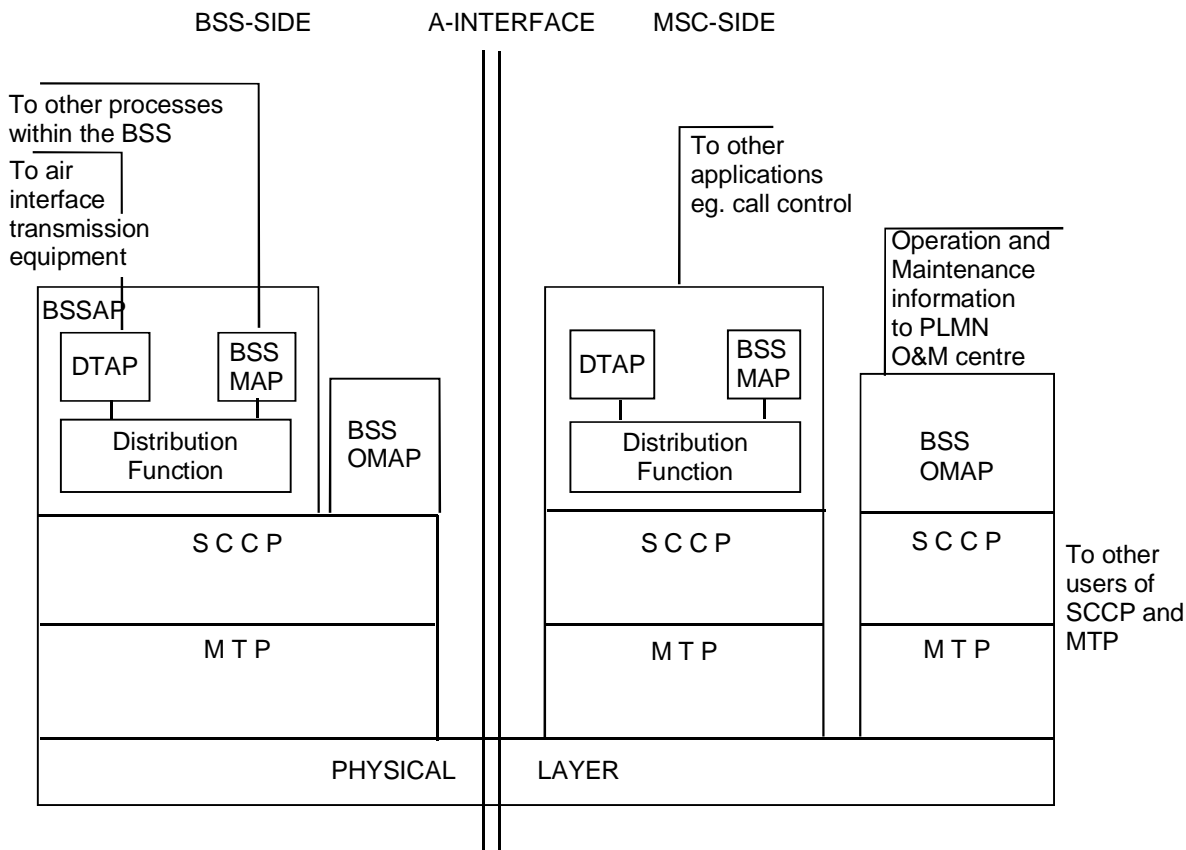 BSS-SIDE
A-INTERFACE
MSC-SIDE
To other processes
within the BSS
To air
interface
transmission
equipment
To other
applications
eg. call control
Operation and
Maintenance
information
to PLMN
O&M centre
BSSAP
DTAP
BSS
MAP
Distribution
Function
BSS
OMAP
DTAP
BSS
MAP
Distribution
Function
BSS
OMAP
S C C P
S C C P
S C C P
To other
users of
SCCP and
MTP
M T P
M T P
M T P
PHYSICAL
LAYER